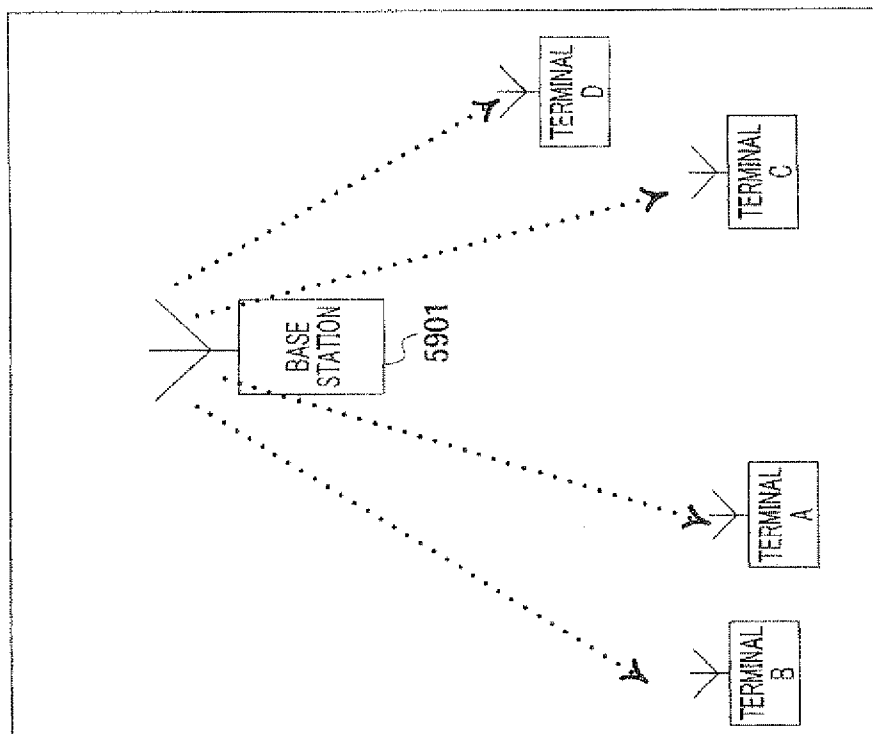 BASE
STATION
5901
TERMINAL
D
TERMINAL
C
TERMINAL
A
TERMINAL
B